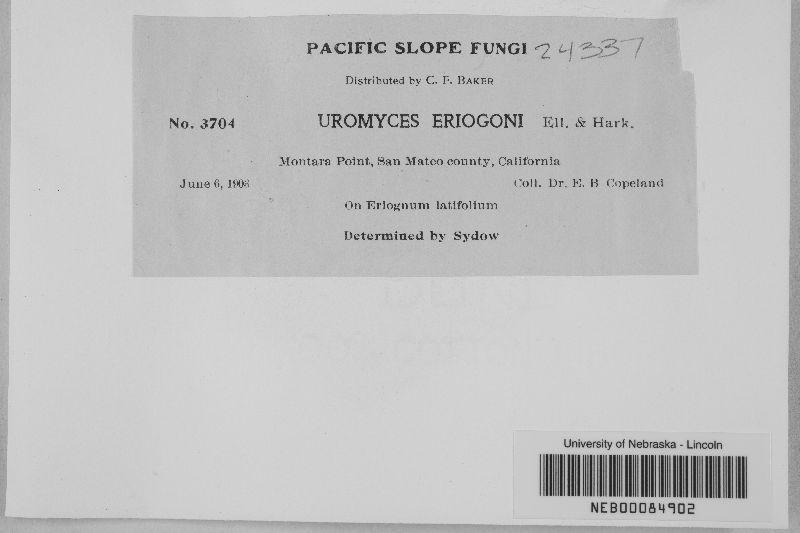 PACIFIC SLOPE FUNGI 24337
Distributed by C. F. BAKER
No. 3704 UROMYCES ERIOGONI Ell. & Hark.
Montara Point, San Mateo county, California
June 6, 1903 Coll. Dr. E. B Copeland
On Eriognum latifolium
Determined by Sydow
University of Nebraska - Lincoln
NEB00084902